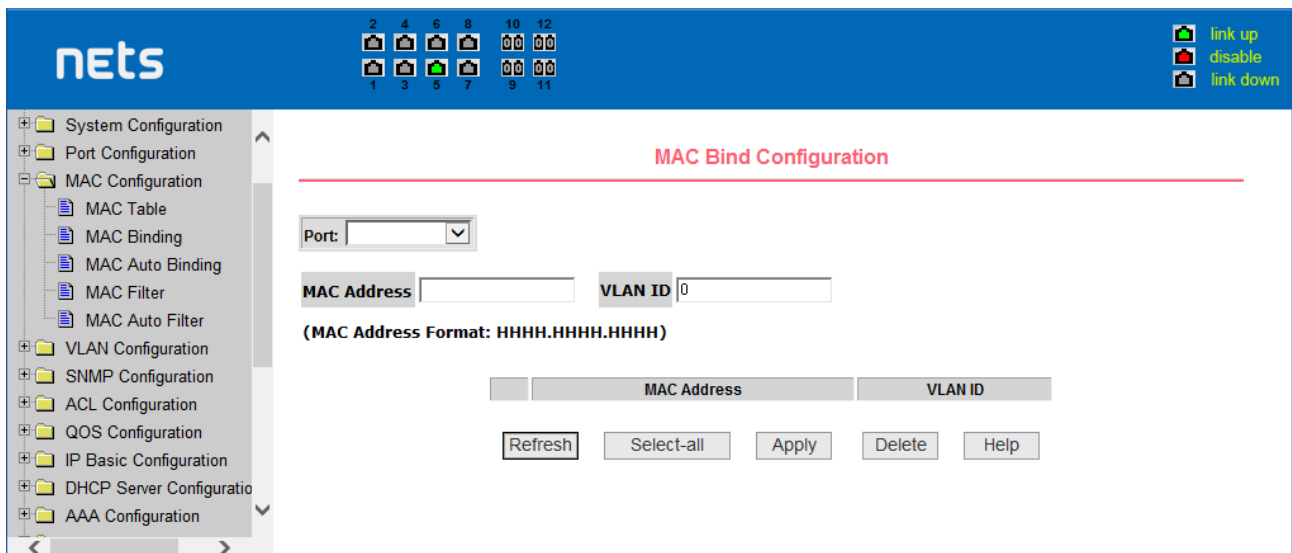 nets
2 4 6 8 10 12
1 3 5 7 9 11
link up
disable
link down
System Configuration
Port Configuration
MAC Configuration
MAC Table
MAC Binding
MAC Auto Binding
MAC Filter
MAC Auto Filter
VLAN Configuration
SNMP Configuration
ACL Configuration
QOS Configuration
IP Basic Configuration
DHCP Server Configuratio
AAA Configuration
MAC Bind Configuration
Port:
MAC Address VLAN ID 0
(MAC Address Format: HHHH.HHHH.HHHH)
MAC Address VLAN ID
Refresh Select-all Apply Delete Help